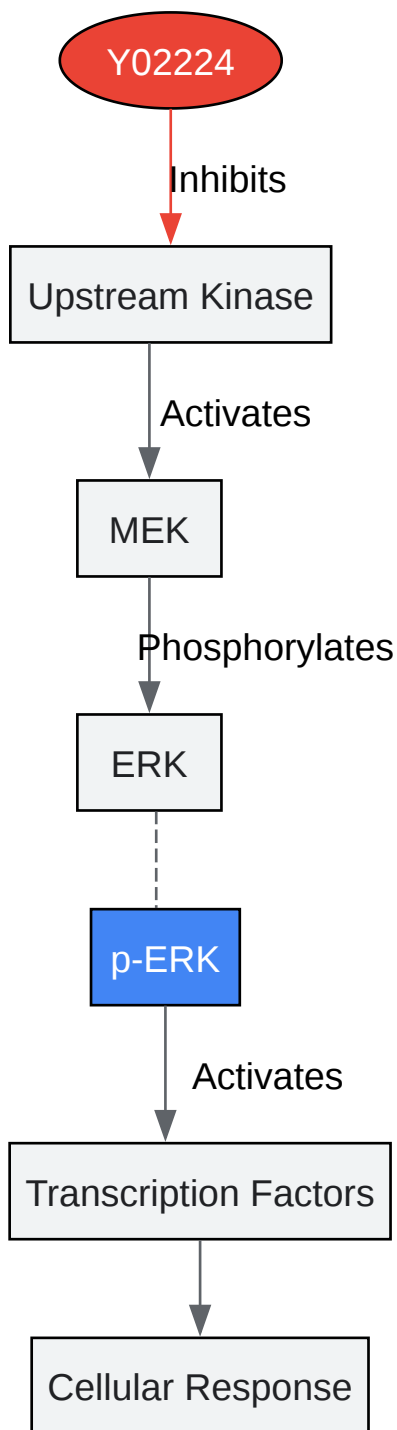 Y02224
Inhibits
Upstream Kinase
Activates
MEK
Phosphorylates
ERK
p-ERK
Activates
Transcription Factors
Cellular Response